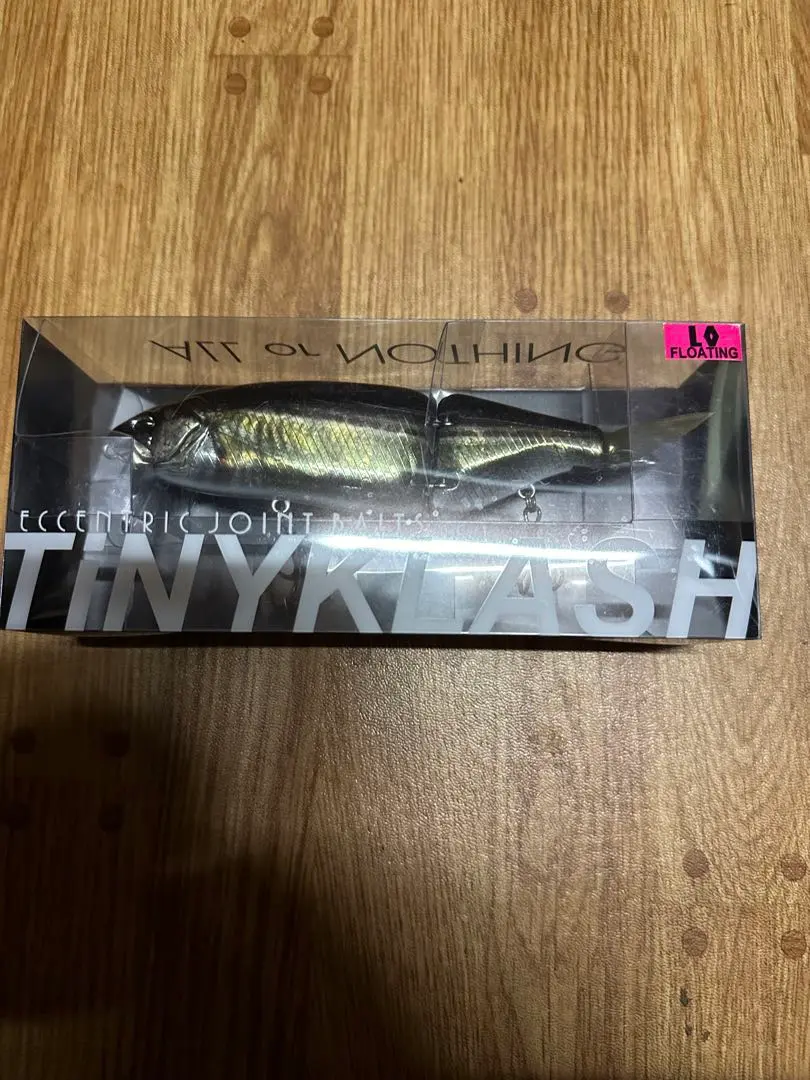 ALL or NOTHING
LO
FLOATING
ECCENTRIC JOINT BAITS
TINYKLASH